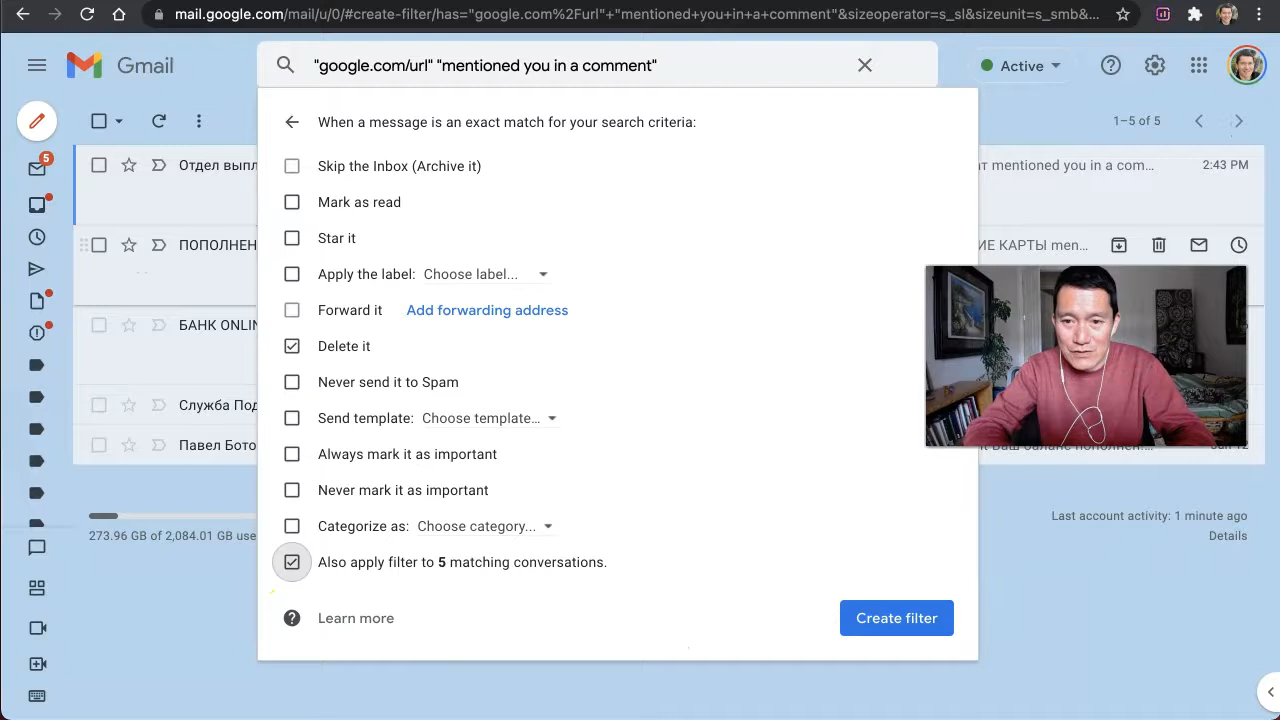 mail.google.com/mail/u/0/#create-filter/has="google.com%2Furl"+"mentioned+you+in+a+comment"&sizeoperator=s_sl&sizeunit=s_smb&...
Gmail
"google.com/url" "mentioned you in a comment"
Active
When a message is an exact match for your search criteria:
1–5 of 5
5
Отдел выпл
mentioned you in a com...
2:43 PM
Skip the Inbox (Archive it)
Mark as read
Star it
ПОПОЛНЕН
ИЕ КАРТЫ men...
Apply the label: Choose label...
Forward it Add forwarding address
БАНК ONLIN
Delete it
Never send it to Spam
Служба Под
Send template: Choose template...
Павел Бото
Always mark it as important
Never mark it as important
273.96 GB of 2,084.01 GB use
Categorize as: Choose category...
Last account activity: 1 minute ago
Details
Also apply filter to 5 matching conversations.
Learn more
Create filter